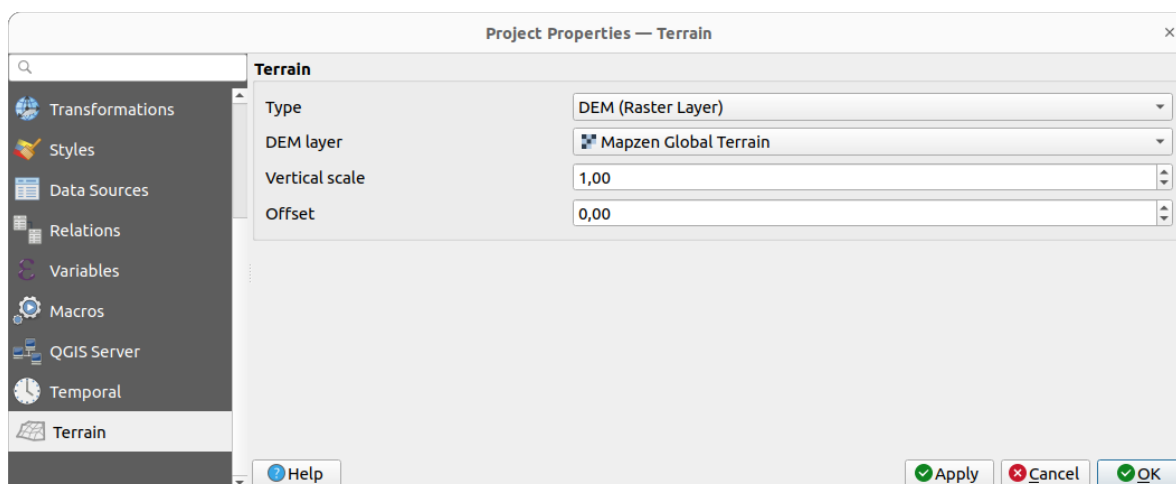 Project Properties — Terrain
Transformations
Styles
Data Sources
Relations
Variables
Macros
QGIS Server
Temporal
Terrain
Terrain
Type DEM (Raster Layer)
DEM layer Mapzen Global Terrain
Vertical scale 1,00
Offset 0,00
Help Apply Cancel OK